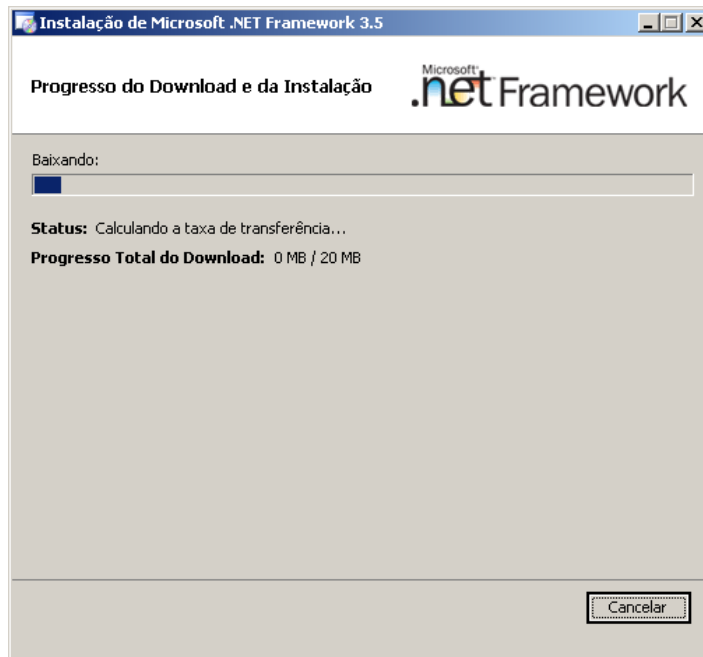 Instalação de Microsoft .NET Framework 3.5
Progresso do Download e da Instalação
Microsoft
.net Framework
Baixando:
Status: Calculando a taxa de transferência...
Progresso Total do Download: 0 MB / 20 MB
Cancelar